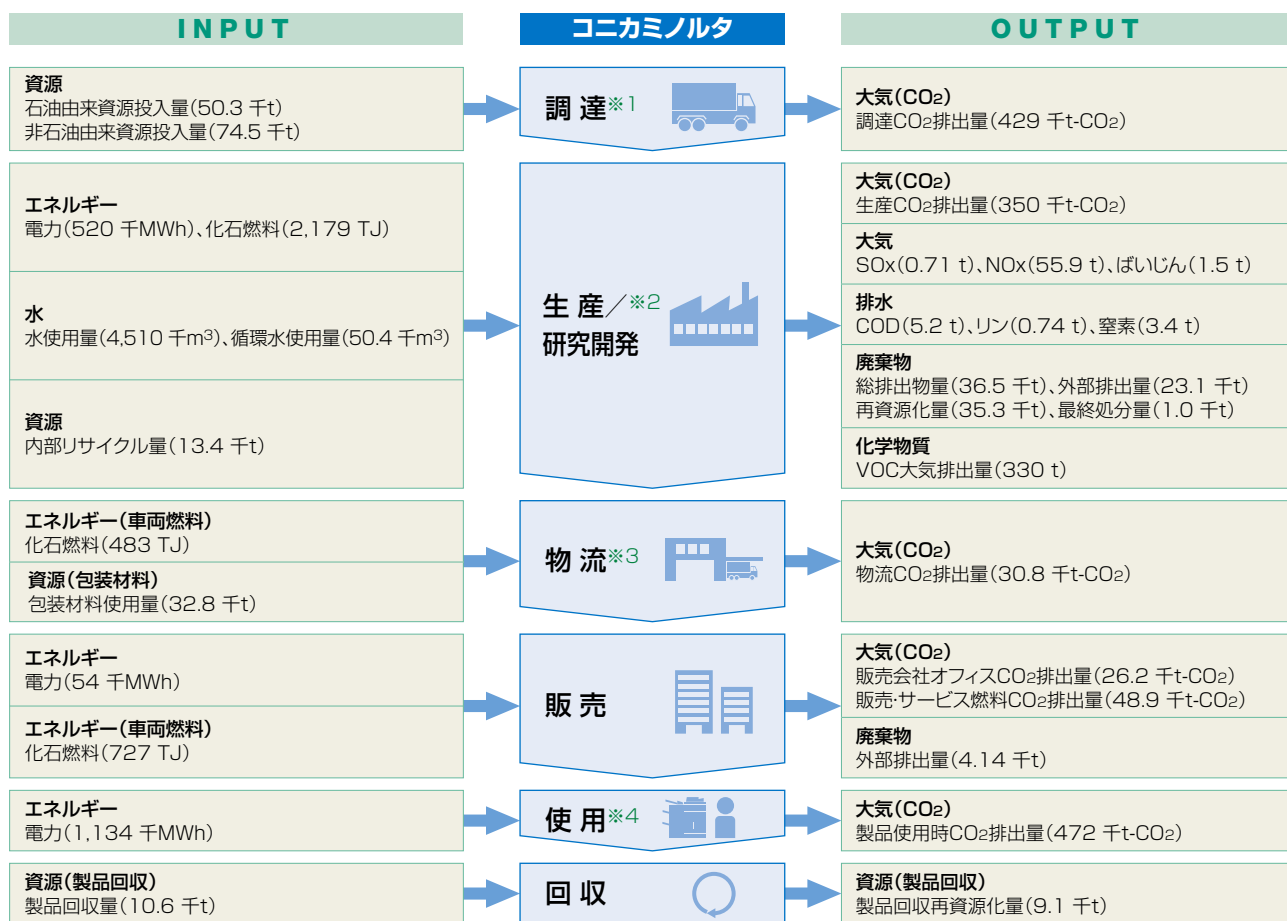 INPUT
コニカミノルタ
OUTPUT
資源
石油由来資源投入量(50.3 千t)
非石油由来資源投入量(74.5 千t)
調 達※1
大気(CO2)
調達CO2排出量(429 千t-CO2)
エネルギー
電力(520 千MWh)、化石燃料(2,179 TJ)
水
水使用量(4,510 千m3)、循環水使用量(50.4 千m3)
資源
内部リサイクル量(13.4 千t)
生 産／※2
研究開発
大気(CO2)
生産CO2排出量(350 千t-CO2)
大気
SOx(0.71 t)、NOx(55.9 t)、ばいじん(1.5 t)
排水
COD(5.2 t)、リン(0.74 t)、窒素(3.4 t)
廃棄物
総排出物量(36.5 千t)、外部排出量(23.1 千t)
再資源化量(35.3 千t)、最終処分量(1.0 千t)
化学物質
VOC大気排出量(330 t)
エネルギー(車両燃料)
化石燃料(483 TJ)
資源(包装材料)
包装材料使用量(32.8 千t)
物 流※3
大気(CO2)
物流CO2排出量(30.8 千t-CO2)
エネルギー
電力(54 千MWh)
エネルギー(車両燃料)
化石燃料(727 TJ)
販 売
大気(CO2)
販売会社オフィスCO2排出量(26.2 千t-CO2)
販売・サービス燃料CO2排出量(48.9 千t-CO2)
廃棄物
外部排出量(4.14 千t)
エネルギー
電力(1,134 千MWh)
使 用※4
大気(CO2)
製品使用時CO2排出量(472 千t-CO2)
資源(製品回収)
製品回収量(10.6 千t)
回 収
資源(製品回収)
製品回収再資源化量(9.1 千t)